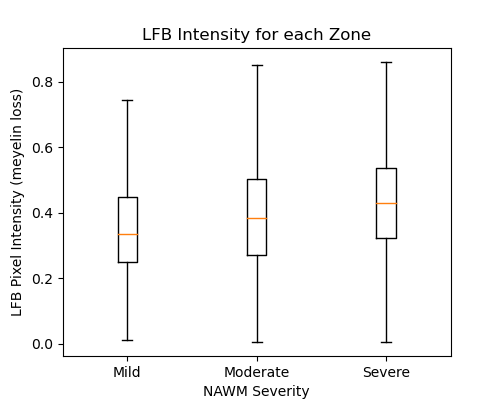 LFB Intensity for each Zone
LFB Pixel Intensity (meyelin loss)
0.8
0.6
0.4
0.2
0.0
Mild Moderate Severe
NAWM Severity